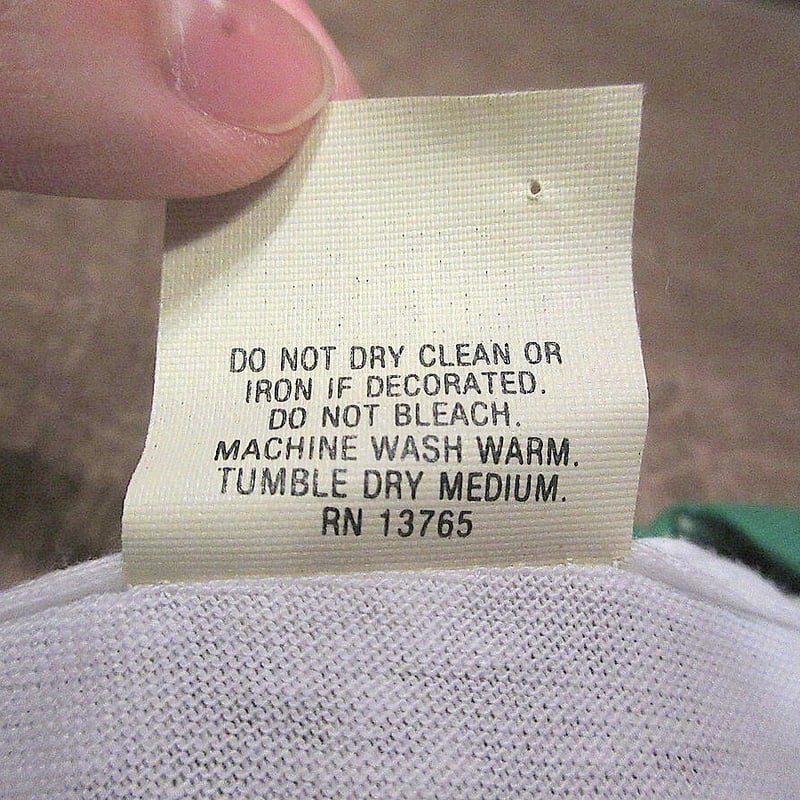 DO NOT DRY CLEAN OR
IRON IF DECORATED.
DO NOT BLEACH.
MACHINE WASH WARM.
TUMBLE DRY MEDIUM.
RN 13765